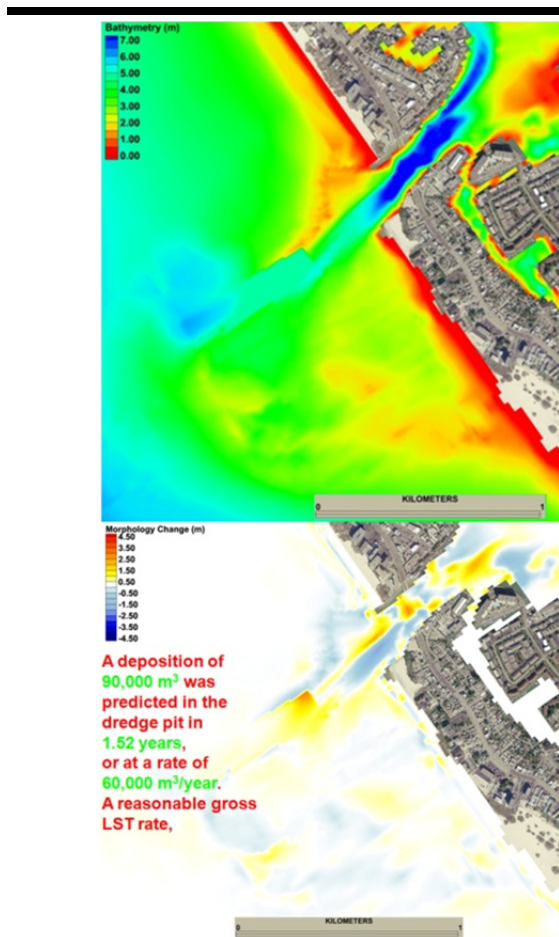 Bathymetry (m)
7.00
6.00
5.00
4.00
3.00
2.00
1.00
0.00
KILOMETERS
0 1
Morphology Change (m)
4.50
3.50
2.50
1.50
0.50
-0.50
-1.50
-2.50
-3.50
-4.50
A deposition of
90,000 m³ was
predicted in the
dredge pit in
1.52 years,
or at a rate of
60,000 m³/year.
A reasonable gross
LST rate,
KILOMETERS
0 1